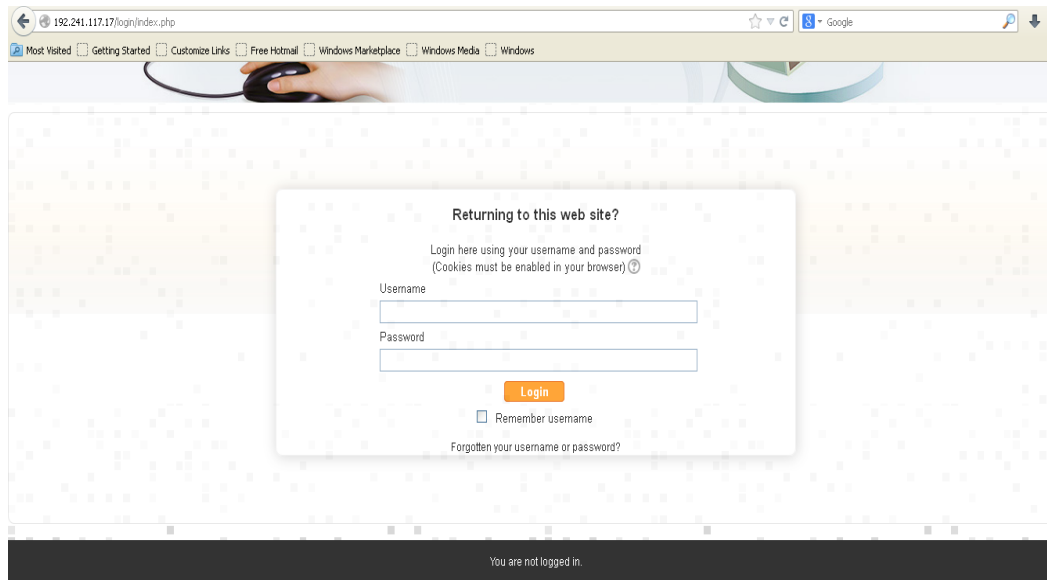 192.241.117.17/login/index.php
8 Google
Most Visited Getting Started Customize Links Free Hotmail Windows Marketplace Windows Media Windows
Returning to this web site?
Login here using your username and password
(Cookies must be enabled in your browser) ?
Username
Password
Login
Remember username
Forgotten your username or password?
You are not logged in.